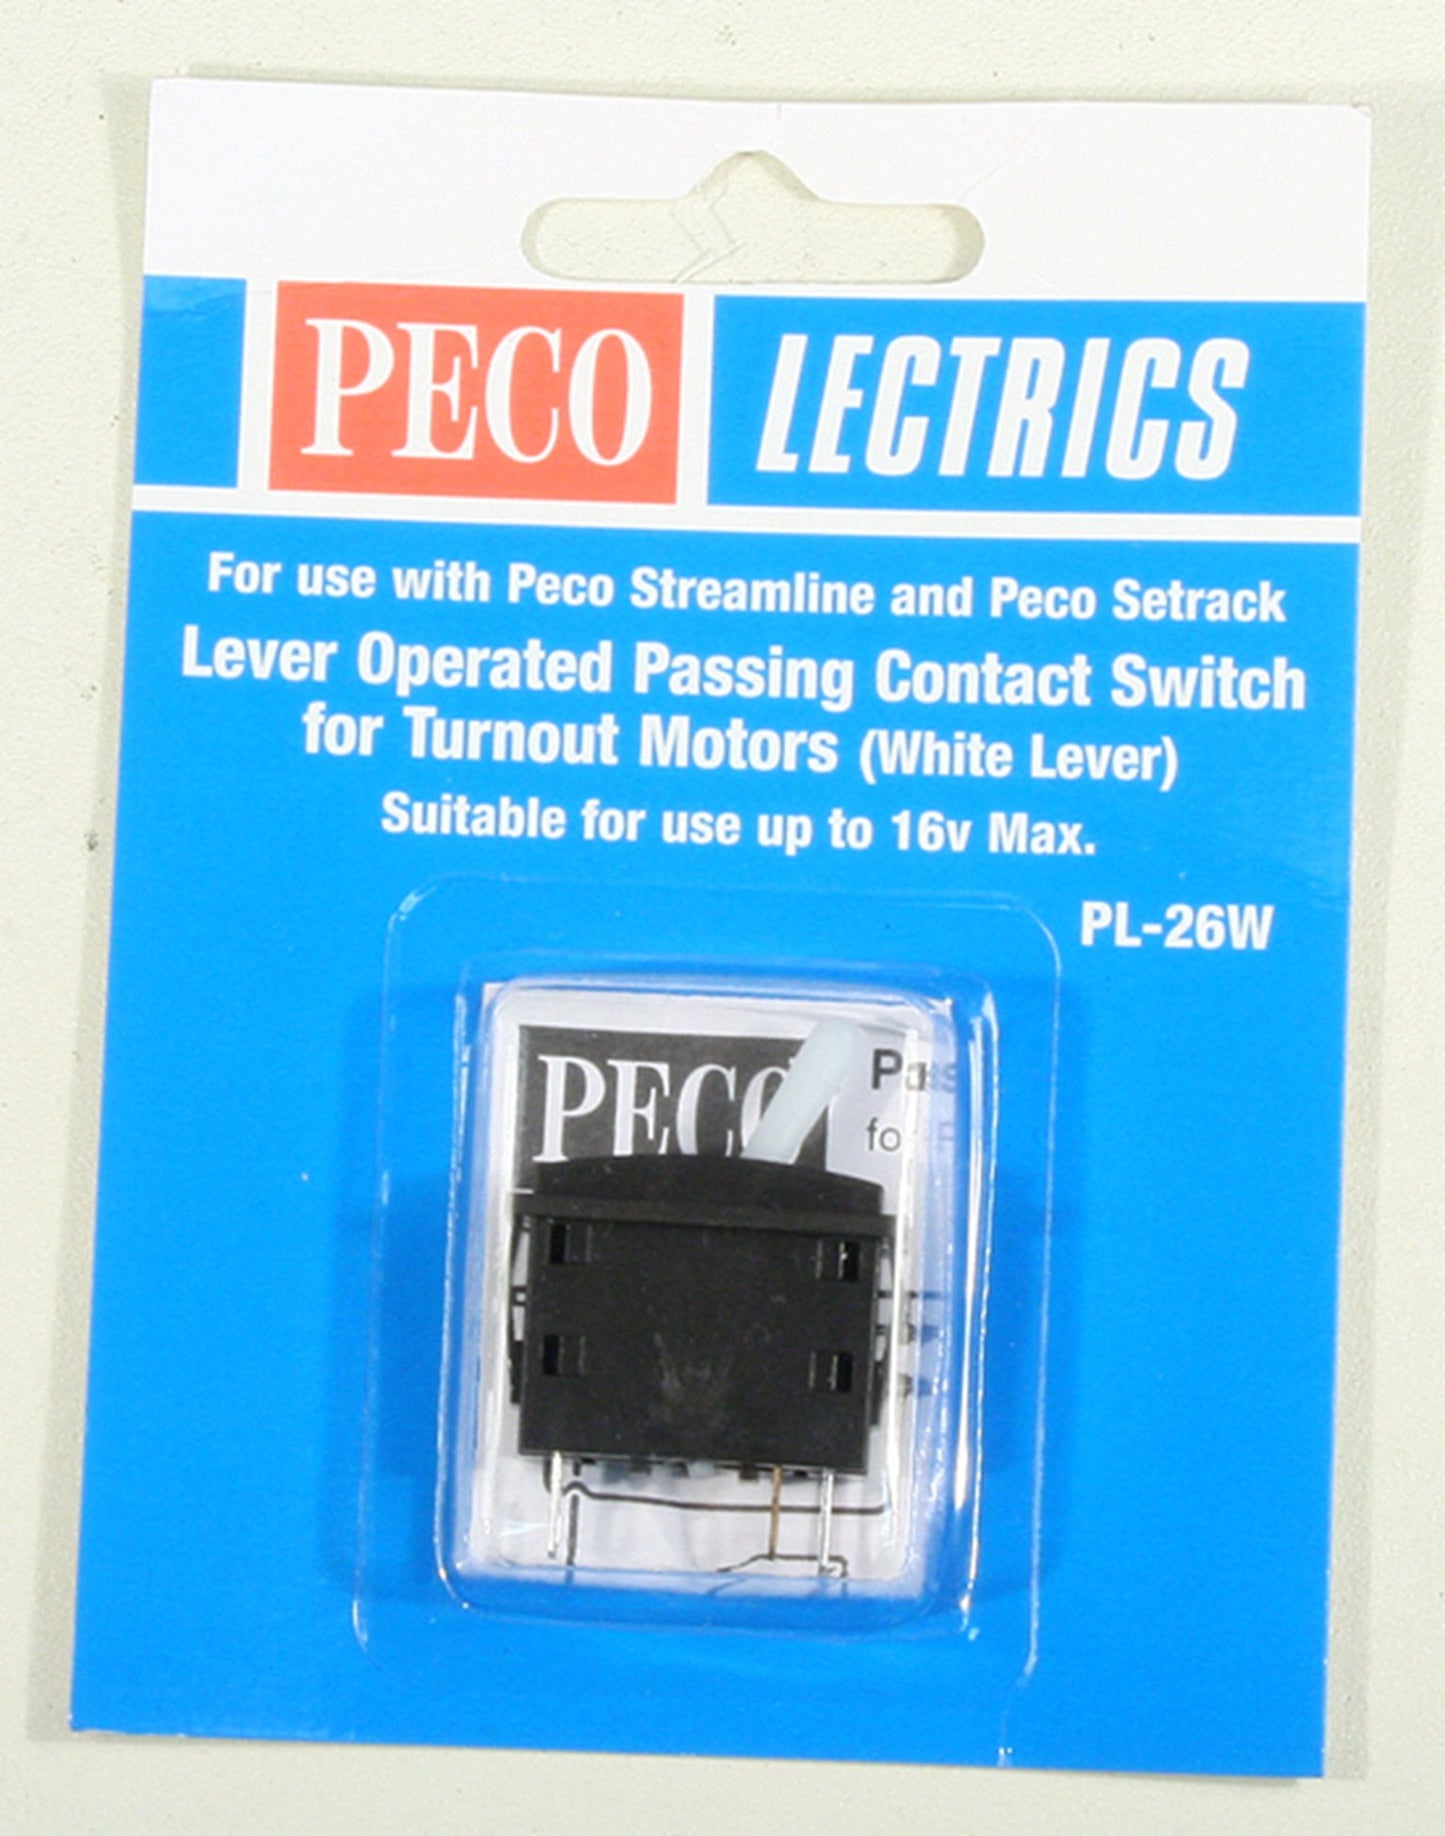 PECO LECTRICS
For use with Peco Streamline and Peco Setrack
Lever Operated Passing Contact Switch
for Turnout Motors (White Lever)
Suitable for use up to 16v Max.
PL-26W
PECO